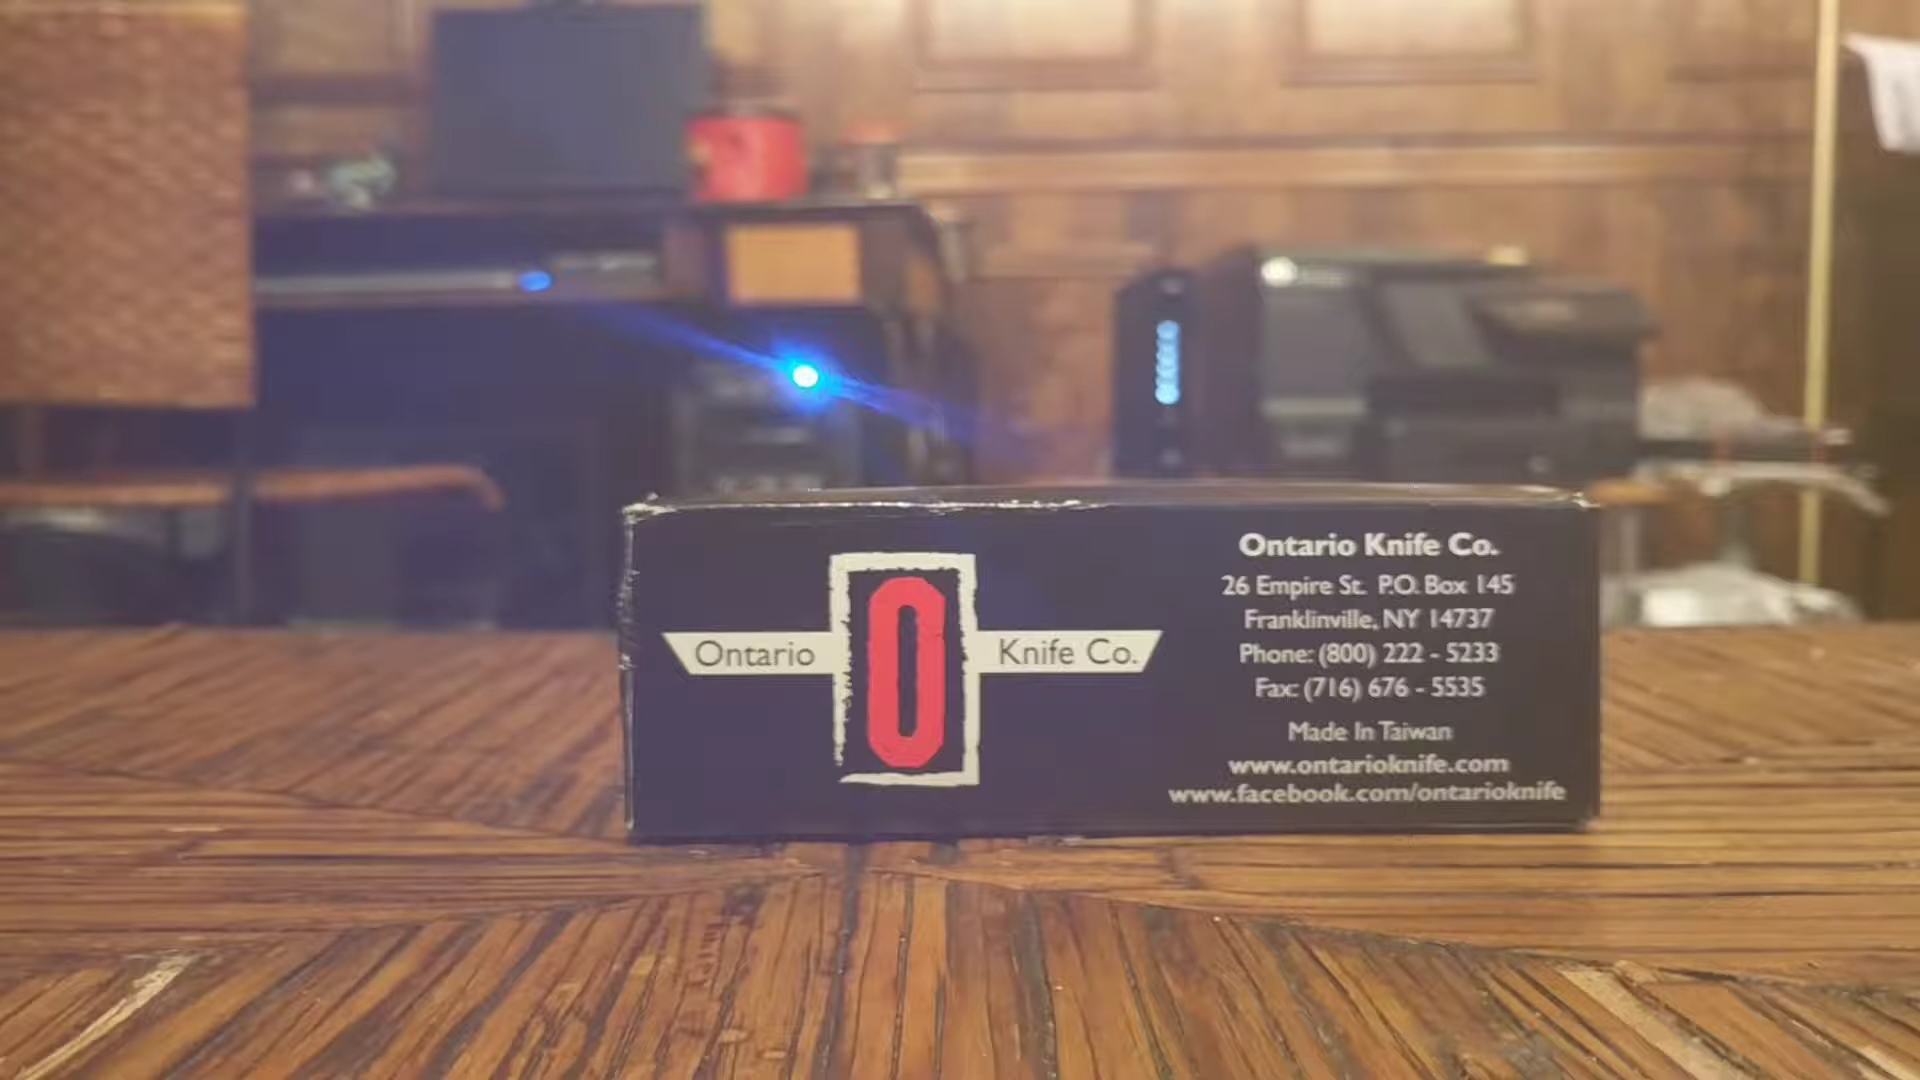 Ontario Knife Co.
Ontario Knife Co.
26 Empire St. P.O. Box 145
Franklinville, NY 14737
Phone: (800) 222 - 5233
Fax: (716) 676 - 5535
Made In Taiwan
www.ontarioknife.com
www.facebook.com/ontarioknife